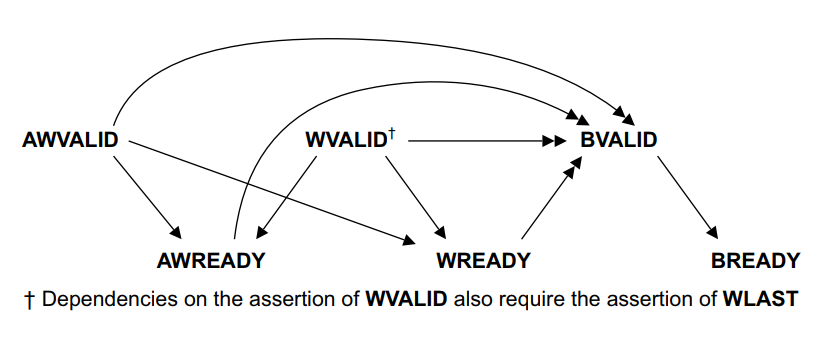 AWVALID WVALID† BVALID
AWREADY WREADY BREADY
† Dependencies on the assertion of WVALID also require the assertion of WLAST